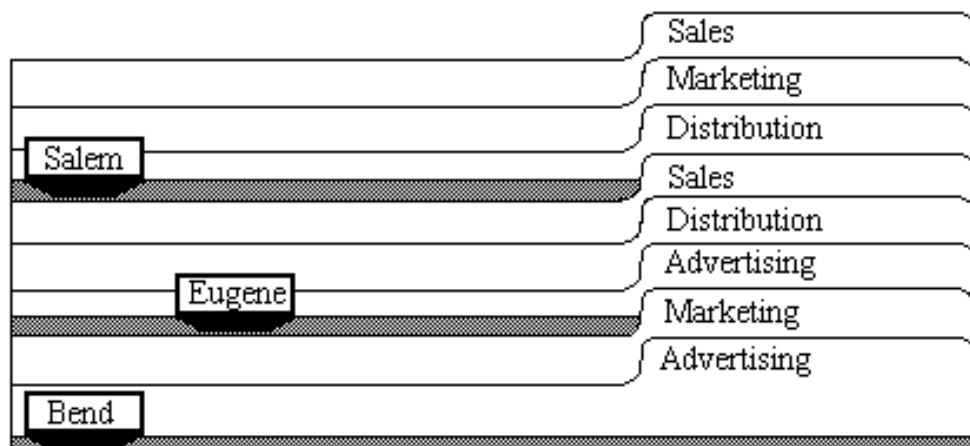 Sales
Marketing
Distribution
Salem
Sales
Distribution
Advertising
Eugene
Marketing
Advertising
Bend